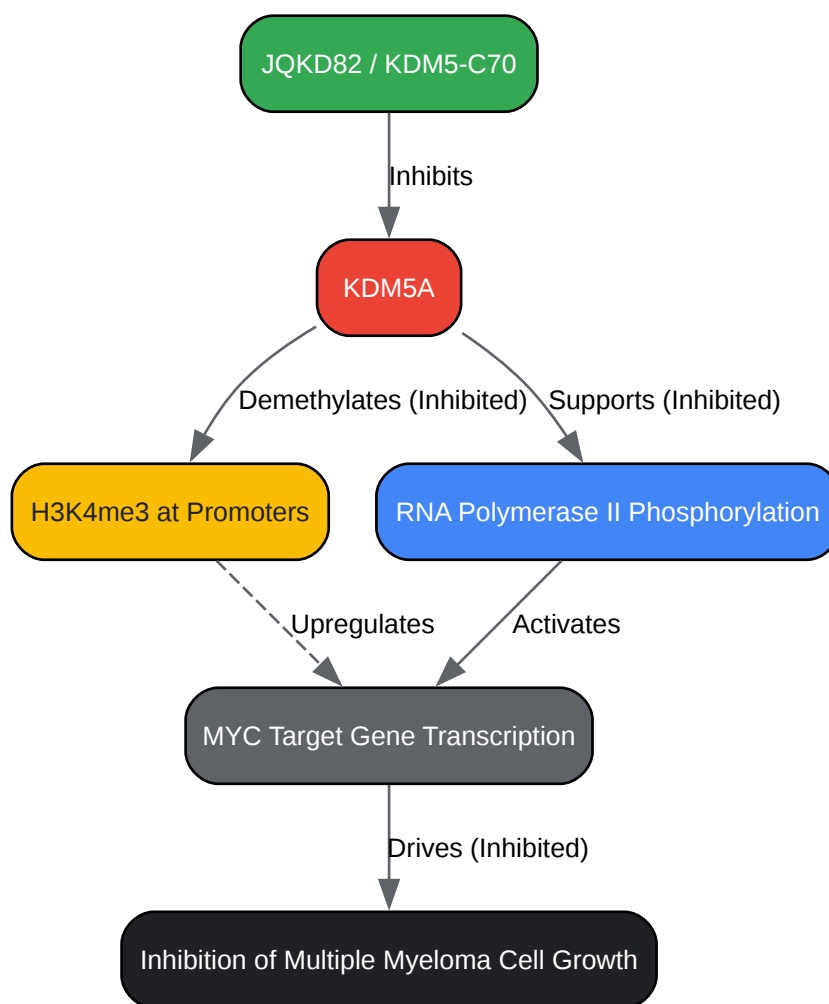 JQKD82 / KDM5-C70
Inhibits
KDM5A
Demethylates (Inhibited)
Supports (Inhibited)
H3K4me3 at Promoters
RNA Polymerase II Phosphorylation
Upregulates
Activates
MYC Target Gene Transcription
Drives (Inhibited)
Inhibition of Multiple Myeloma Cell Growth